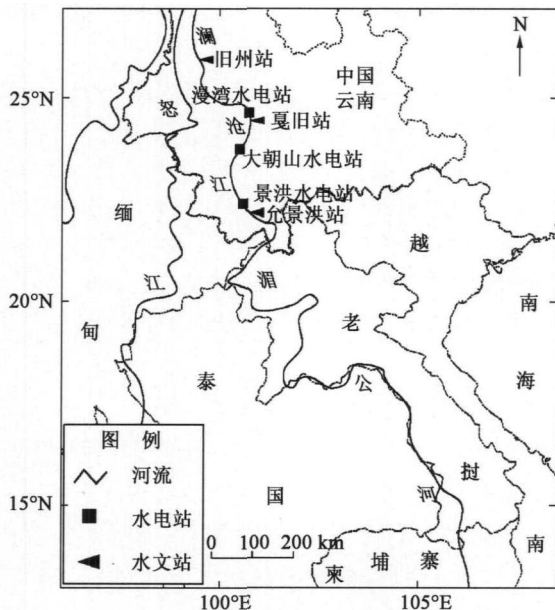 澜
N
旧州站
中国
云南
25°N
漫湾水电站
怒
沧
戛旧站
大朝山水电站
江
景洪水电站
允景洪站
缅
越
江
湄
南
20°N
老
甸
海
泰
公
图 例
河流
挝
15°N
水电站
国
河
南
0 100 200 km
水文站
柬 埔 寨
100°E
105°E